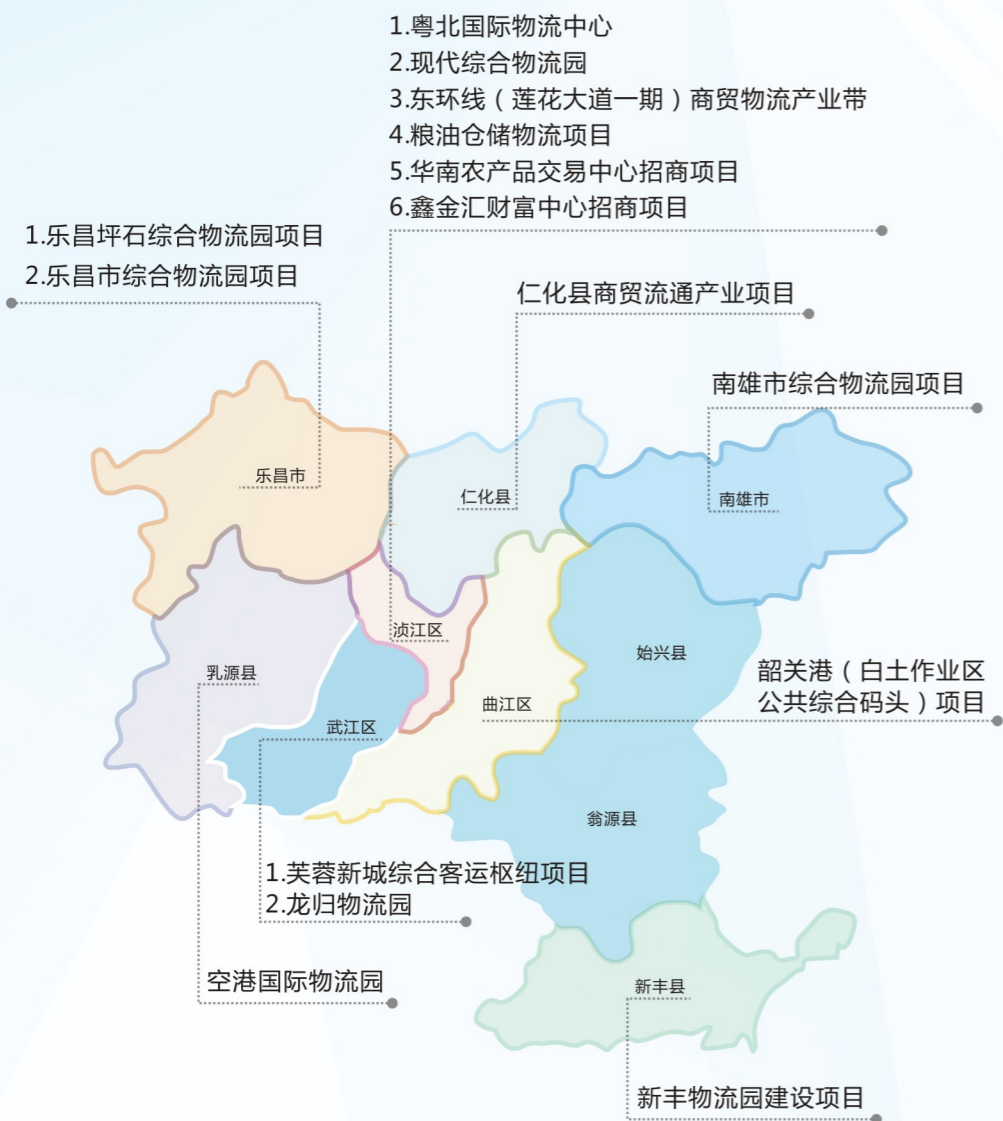 1.粤北国际物流中心
2.现代综合物流园
3.东环线（莲花大道一期）商贸物流产业带
4.粮油仓储物流项目
5.华南农产品交易中心招商项目
6.鑫金汇财富中心招商项目
1.乐昌坪石综合物流园项目
2.乐昌市综合物流园项目
仁化县商贸流通产业项目
南雄市综合物流园项目
乐昌市
仁化县
南雄市
浈江区
始兴县
乳源县
韶关港（白土作业区
公共综合码头）项目
曲江区
武江区
翁源县
1.芙蓉新城综合客运枢纽项目
2.龙归物流园
空港国际物流园
新丰县
新丰物流园建设项目